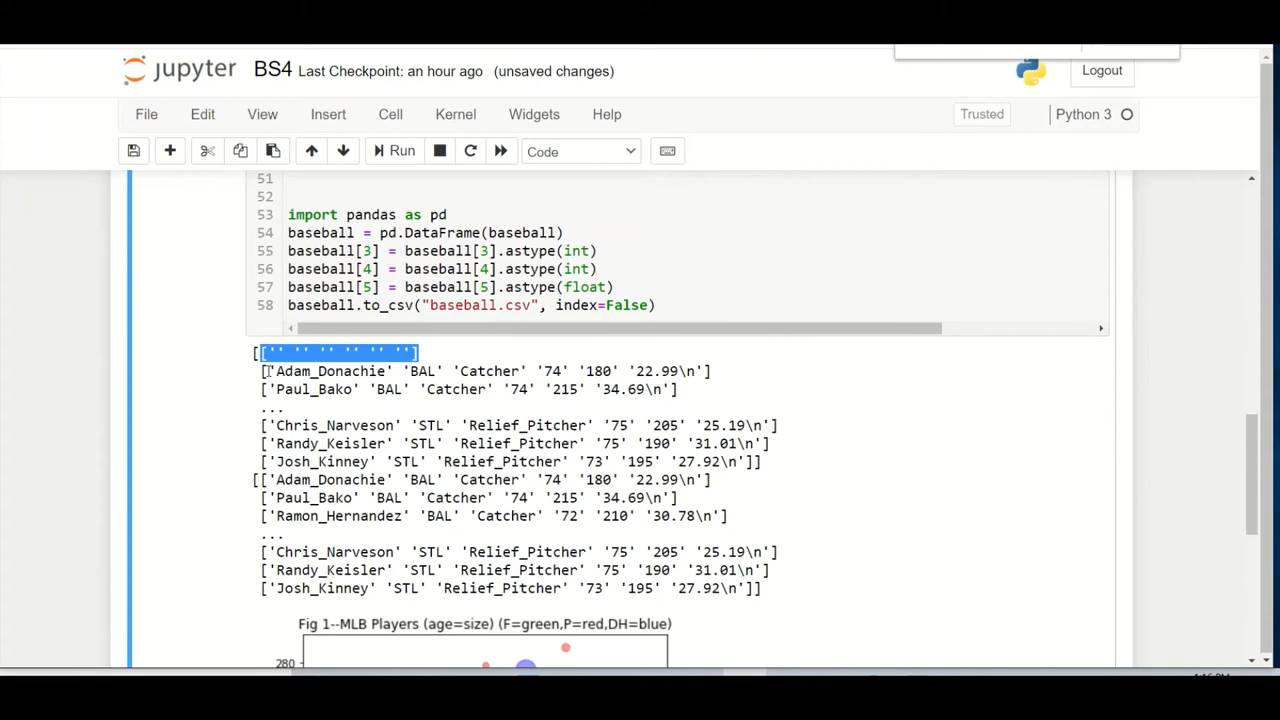 jupyter BS4 Last Checkpoint: an hour ago (unsaved changes) Logout
File Edit View Insert Cell Kernel Widgets Help Trusted Python 3
Run Code
51
52
53 import pandas as pd
54 baseball = pd.DataFrame(baseball)
55 baseball[3] = baseball[3].astype(int)
56 baseball[4] = baseball[4].astype(int)
57 baseball[5] = baseball[5].astype(float)
58 baseball.to_csv("baseball.csv", index=False)
[['' '' '' '' '' '']
['Adam_Donachie' 'BAL' 'Catcher' '74' '180' '22.99\n']
['Paul_Bako' 'BAL' 'Catcher' '74' '215' '34.69\n']
...
['Chris_Narveson' 'STL' 'Relief_Pitcher' '75' '205' '25.19\n']
['Randy_Keisler' 'STL' 'Relief_Pitcher' '75' '190' '31.01\n']
['Josh_Kinney' 'STL' 'Relief_Pitcher' '73' '195' '27.92\n']]
[['Adam_Donachie' 'BAL' 'Catcher' '74' '180' '22.99\n']
['Paul_Bako' 'BAL' 'Catcher' '74' '215' '34.69\n']
['Ramon_Hernandez' 'BAL' 'Catcher' '72' '210' '30.78\n']
...
['Chris_Narveson' 'STL' 'Relief_Pitcher' '75' '205' '25.19\n']
['Randy_Keisler' 'STL' 'Relief_Pitcher' '75' '190' '31.01\n']
['Josh_Kinney' 'STL' 'Relief_Pitcher' '73' '195' '27.92\n']]
Fig 1--MLB Players (age=size) (F=green,P=red,DH=blue)
280